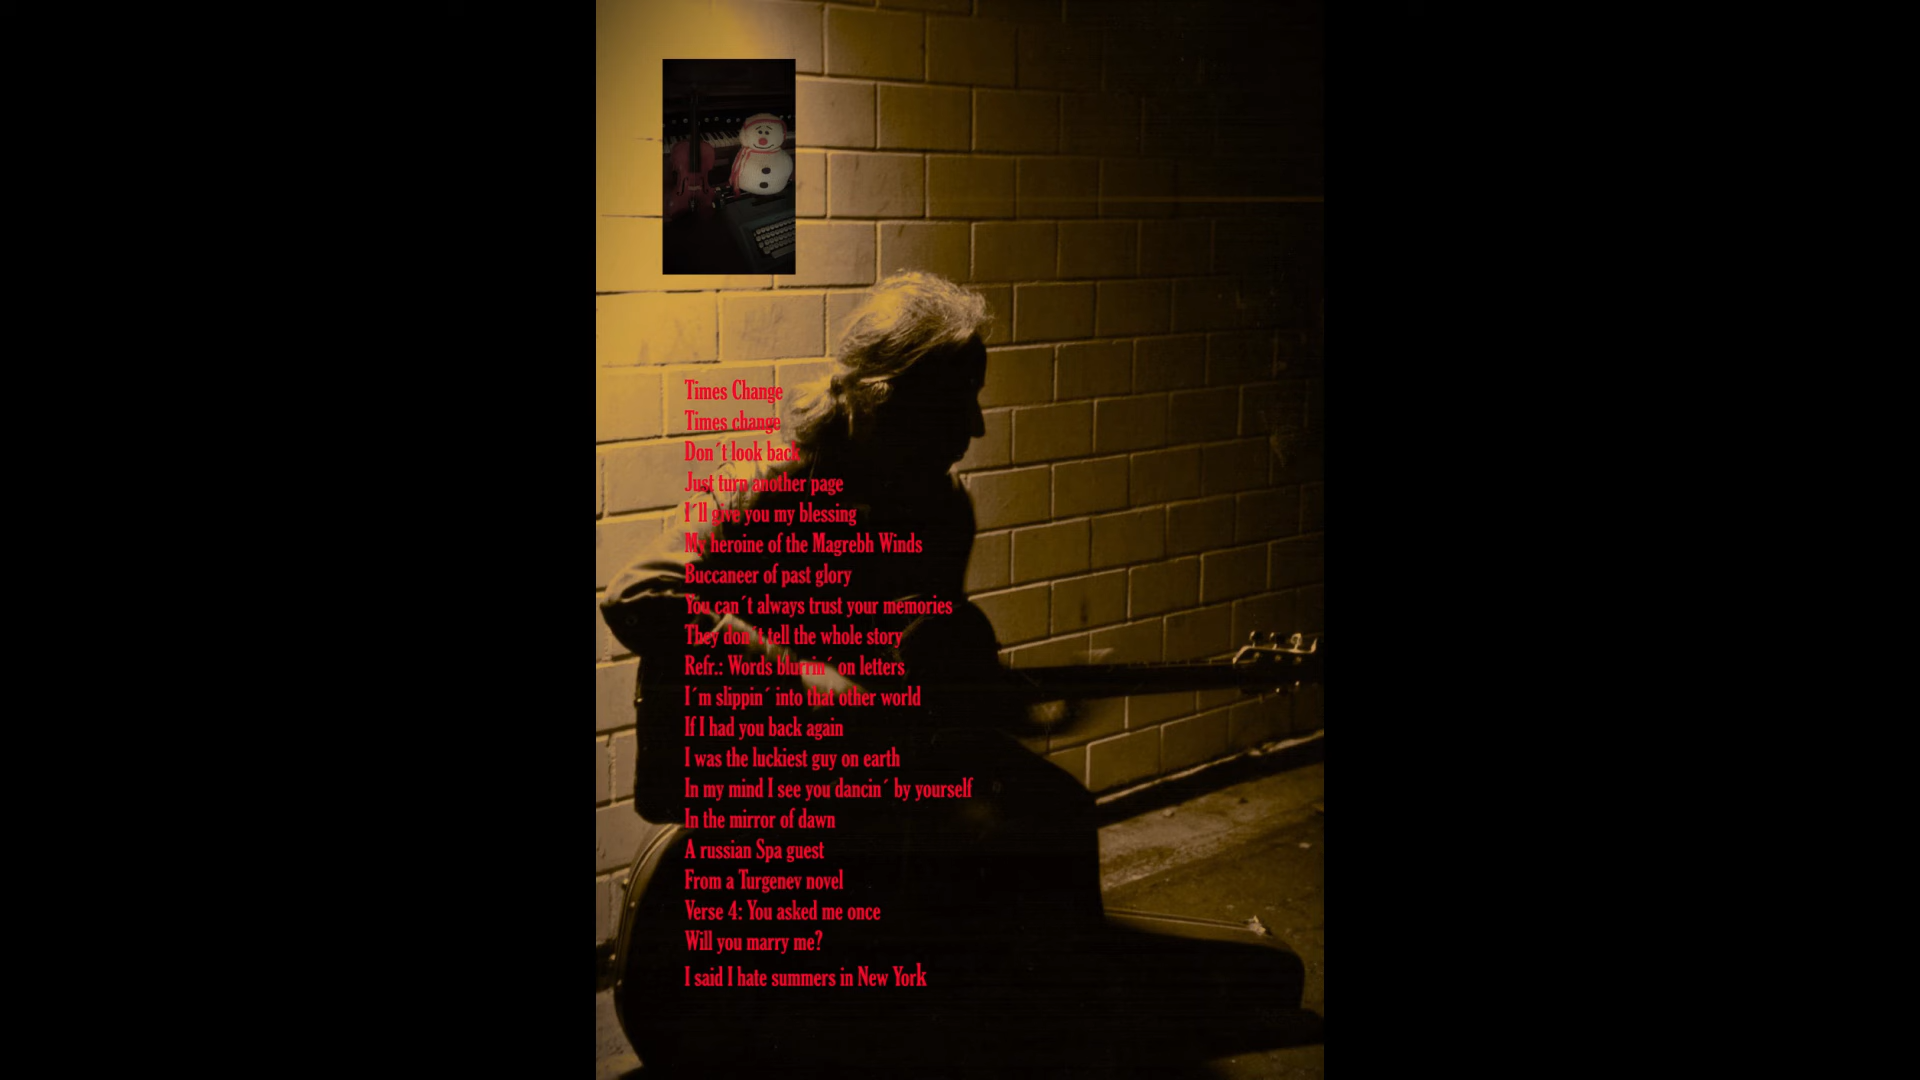 Times Change
Times change
Don´t look back
Just turn another page
I´ll give you my blessing
My heroine of the Magrebh Winds
Buccaneer of past glory
You can´t always trust your memories
They don´t tell the whole story
Refr.: Words blurrin´ on letters
I´m slippin´ into that other world
If I had you back again
I was the luckiest guy on earth
In my mind I see you dancin´ by yourself
In the mirror of dawn
A russian Spa guest
From a Turgenev novel
Verse 4: You asked me once
Will you marry me?
I said I hate summers in New York